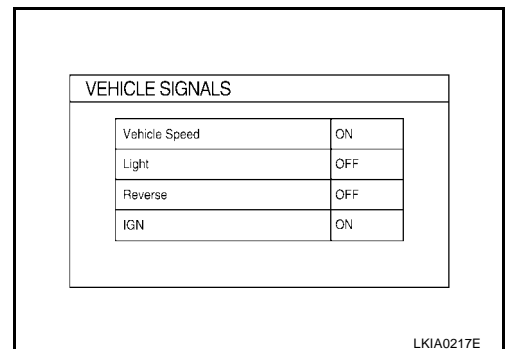 VEHICLE SIGNALS
Vehicle Speed ON
Light OFF
Reverse OFF
IGN ON
LKIA0217E